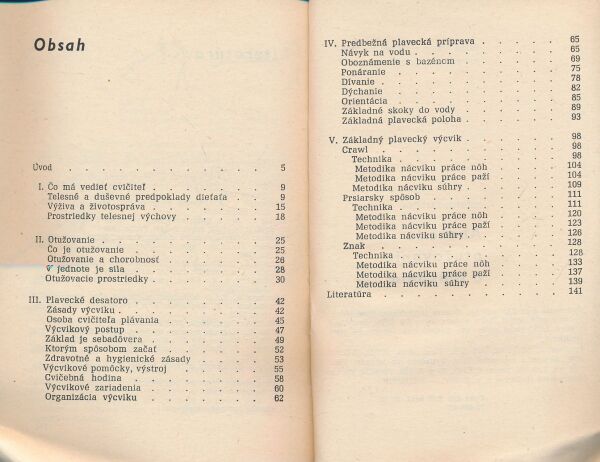 Obsah
Úvod . . . . . . . . . . 5
I. Čo má vedieť cvičiteľ . . . . . . 9
Telesné a duševné predpoklady dieťaťa . . 9
Výživa a životospráva . . . . . . 15
Prostriedky telesnej výchovy . . . . 18
II. Otužovanie . . . . . . . . 25
Čo je otužovanie . . . . . . . 25
Otužovanie a chorobnosť . . . . . 26
V jednote je sila . . . . . . . 28
Otužovacie prostriedky . . . . . . 30
III. Plavecké desatoro . . . . . . . 42
Zásady výcviku . . . . . . . . 42
Osoba cvičiteľa plávania . . . . . 45
Výcvikový postup . . . . . . . 47
Základ je sebadôvera . . . . . . 49
Ktorým spôsobom začať . . . . . . 52
Zdravotné a hygienické zásady . . . . 53
Výcvikové pomôcky, výstroj . . . . . 55
Cvičebná hodina . . . . . . . . 58
Výcvikové zariadenia . . . . . . 60
Organizácia výcviku . . . . . . . 62
IV. Predbežná plavecká príprava . . . . . 65
Návyk na vodu . . . . . . . . 65
Oboznámenie s bazénom . . . . . . 69
Ponáranie . . . . . . . . . 75
Dívanie . . . . . . . . . . 78
Dýchanie . . . . . . . . . 82
Orientácia . . . . . . . . . 85
Základné skoky do vody . . . . . . 89
Základná plavecká poloha . . . . . 93
V. Základný plavecký výcvik . . . . . . 98
Crawl . . . . . . . . . . 98
Technika . . . . . . . . . 98
Metodika nácviku práce nôh . . . . 104
Metodika nácviku práce paží . . . . 104
Metodika nácviku súhry . . . . . 109
Prsiarsky spôsob . . . . . . . 111
Technika . . . . . . . . . 111
Metodika nácviku práce nôh . . . . 120
Metodika nácviku práce paží . . . . 123
Metodika nácviku súhry . . . . . 126
Znak . . . . . . . . . . 128
Technika . . . . . . . . . 128
Metodika nácviku práce nôh . . . . 133
Metodika nácviku práce paží . . . . 137
Metodika nácviku súhry . . . . . 139
Literatúra . . . . . . . . . 141